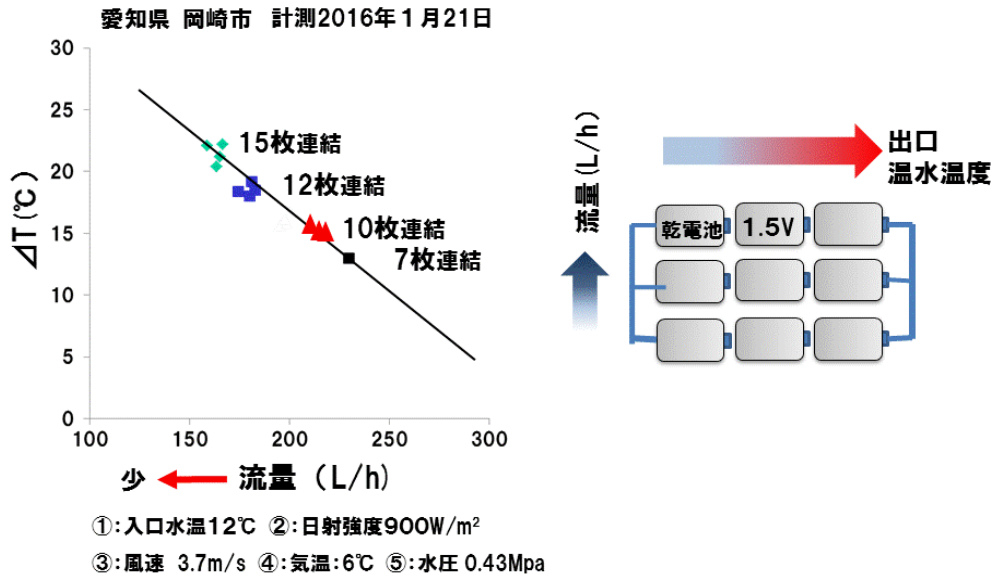 愛知県 岡崎市 計測2016年1月21日
30
25
20
15
10
5
0
⊿T(℃)
100 150 200 250 300
15枚連結
12枚連結
10枚連結
7枚連結
少 流量 (L/h)
①:入口水温12℃ ②:日射強度900W/m²
③:風速 3.7m/s ④:気温:6℃ ⑤:水圧 0.43Mpa
流量(L/h)
出口
温水温度
乾電池 1.5V